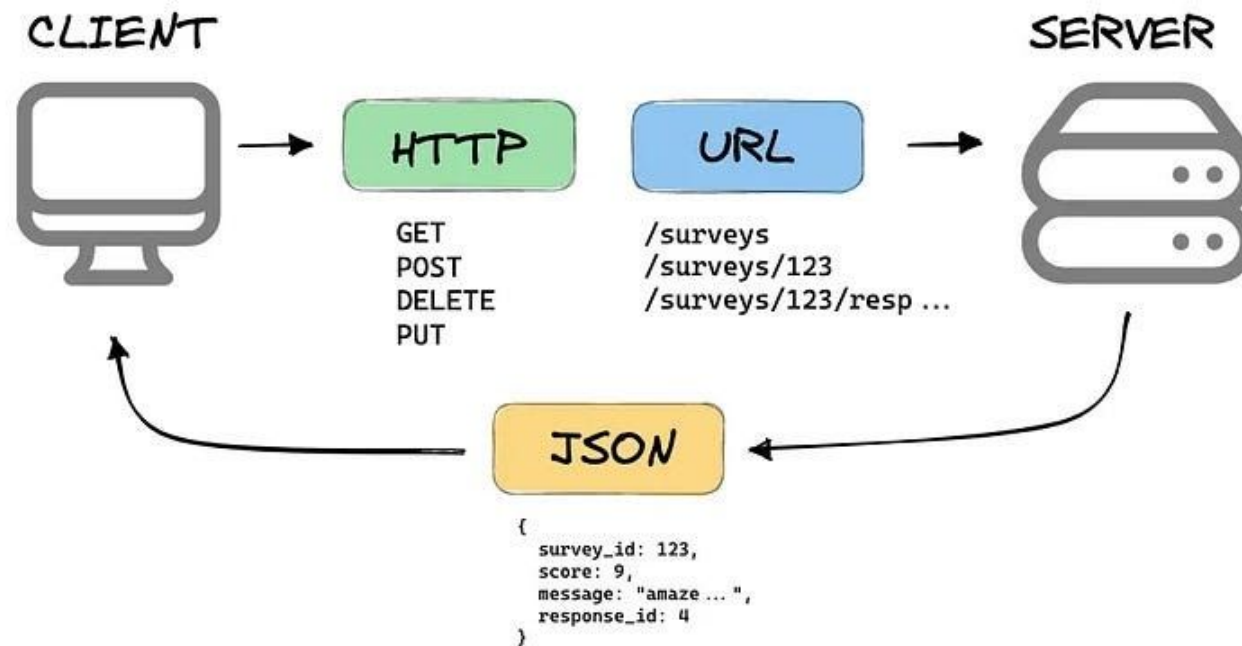 CLIENT
SERVER
HTTP
URL
GET
POST
DELETE
PUT
/surveys
/surveys/123
/surveys/123/resp ...
JSON
{
survey_id: 123,
score: 9,
message: "amaze ... ",
response_id: 4
}